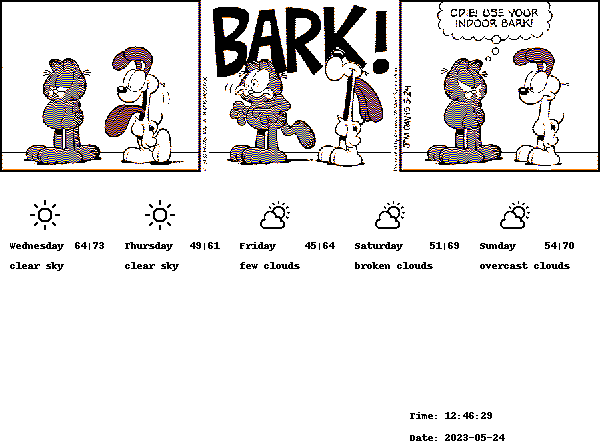 BARK!
ODIE! USE YOUR
INDOOR BARK!
JIM DAVIS 5-24
Wednesday 64|73
clear sky
Thursday 49|61
clear sky
Friday 45|64
few clouds
Saturday 51|69
broken clouds
Sunday 54|70
overcast clouds
Time: 12:46:29
Date: 2023-05-24